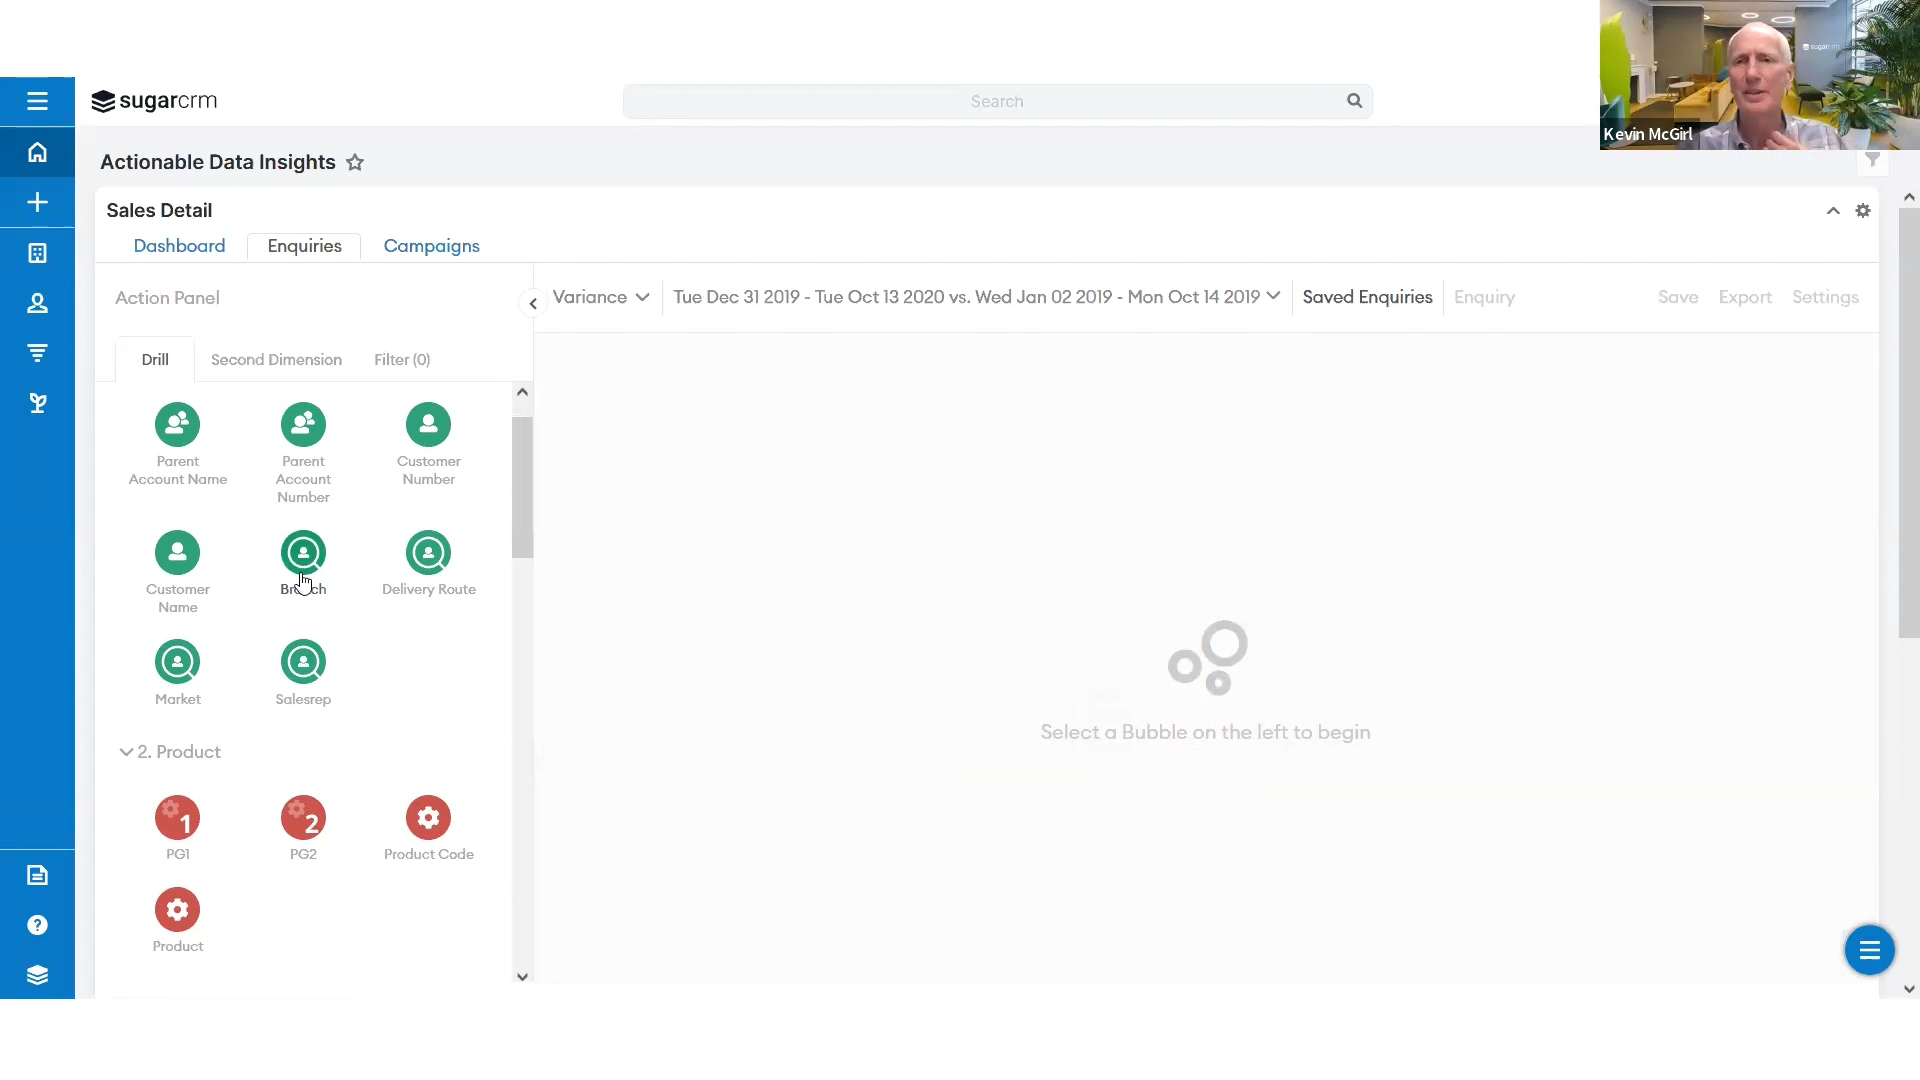 sugarcrm
Search
sugarcrm
Kevin McGirl
Actionable Data Insights
Sales Detail
Dashboard
Enquiries
Campaigns
Action Panel
Variance
Tue Dec 31 2019 - Tue Oct 13 2020 vs. Wed Jan 02 2019 - Mon Oct 14 2019
Saved Enquiries
Enquiry
Save
Export
Settings
Drill
Second Dimension
Filter (0)
Parent
Account Name
Parent
Account
Number
Customer
Number
Customer
Name
Delivery Route
Market
Salesrep
2. Product
1
PG1
2
PG2
Product Code
Product
Select a Bubble on the left to begin